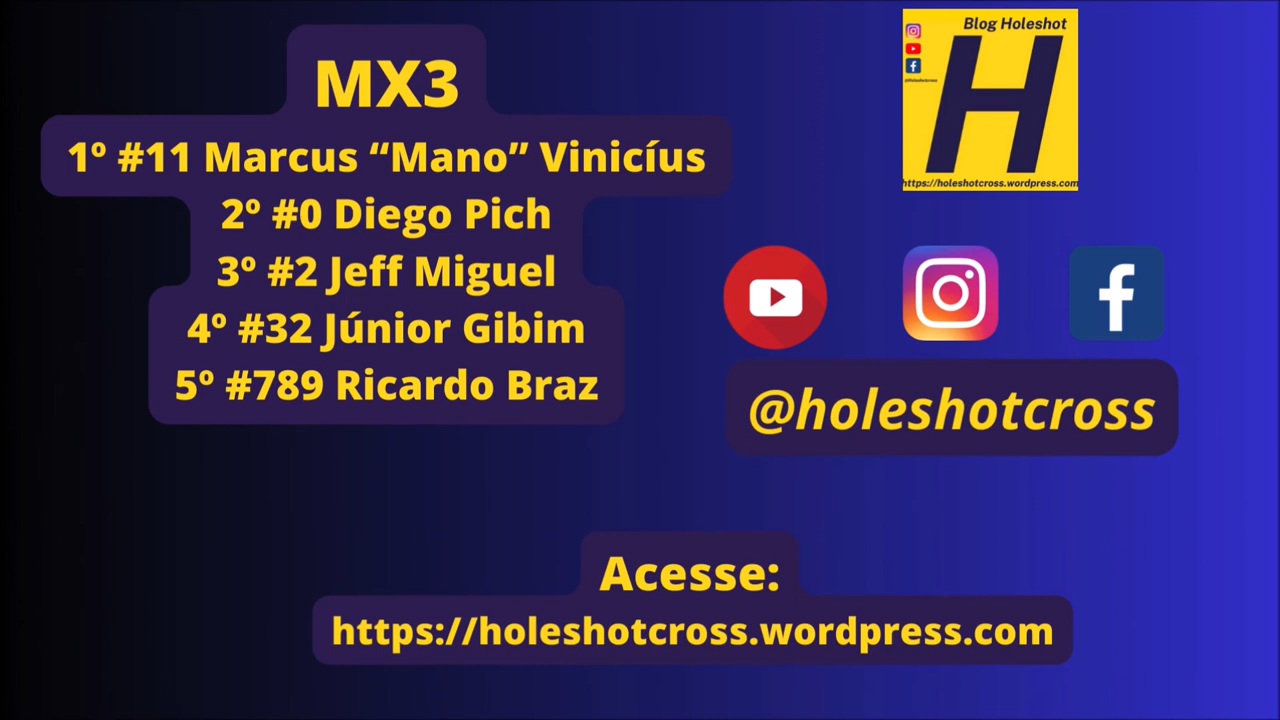 MX3
1º #11 Marcus “Mano” Vinicíus
2º #0 Diego Pich
3º #2 Jeff Miguel
4º #32 Júnior Gibim
5º #789 Ricardo Braz
Blog Holeshot
H
@holeshotcross
https://holeshotcross.wordpress.com
@holeshotcross
Acesse:
https://holeshotcross.wordpress.com